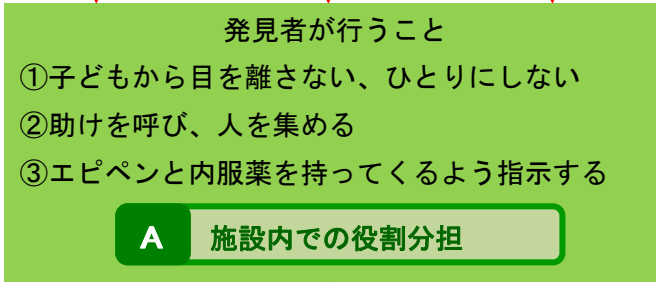 発見者が行うこと
①子どもから目を離さない、ひとりにしない
②助けを呼び、人を集める
③エピペンと内服薬を持ってくるよう指示する
A 施設内での役割分担